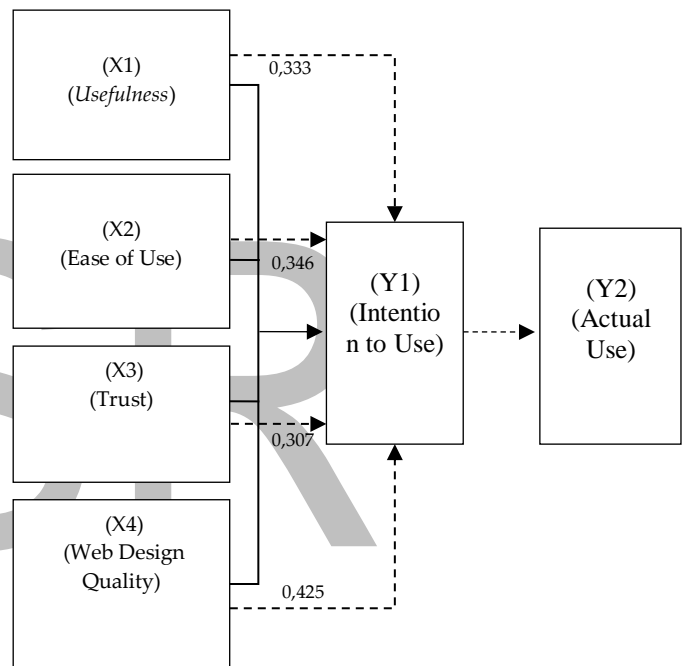 (X1)
(Usefulness)
0,333
(X2)
(Ease of Use)
0,346
(X3)
(Trust)
0,307
(X4)
(Web Design
Quality)
0,425
(Y1)
(Intentio
n to Use)
(Y2)
(Actual
Use)